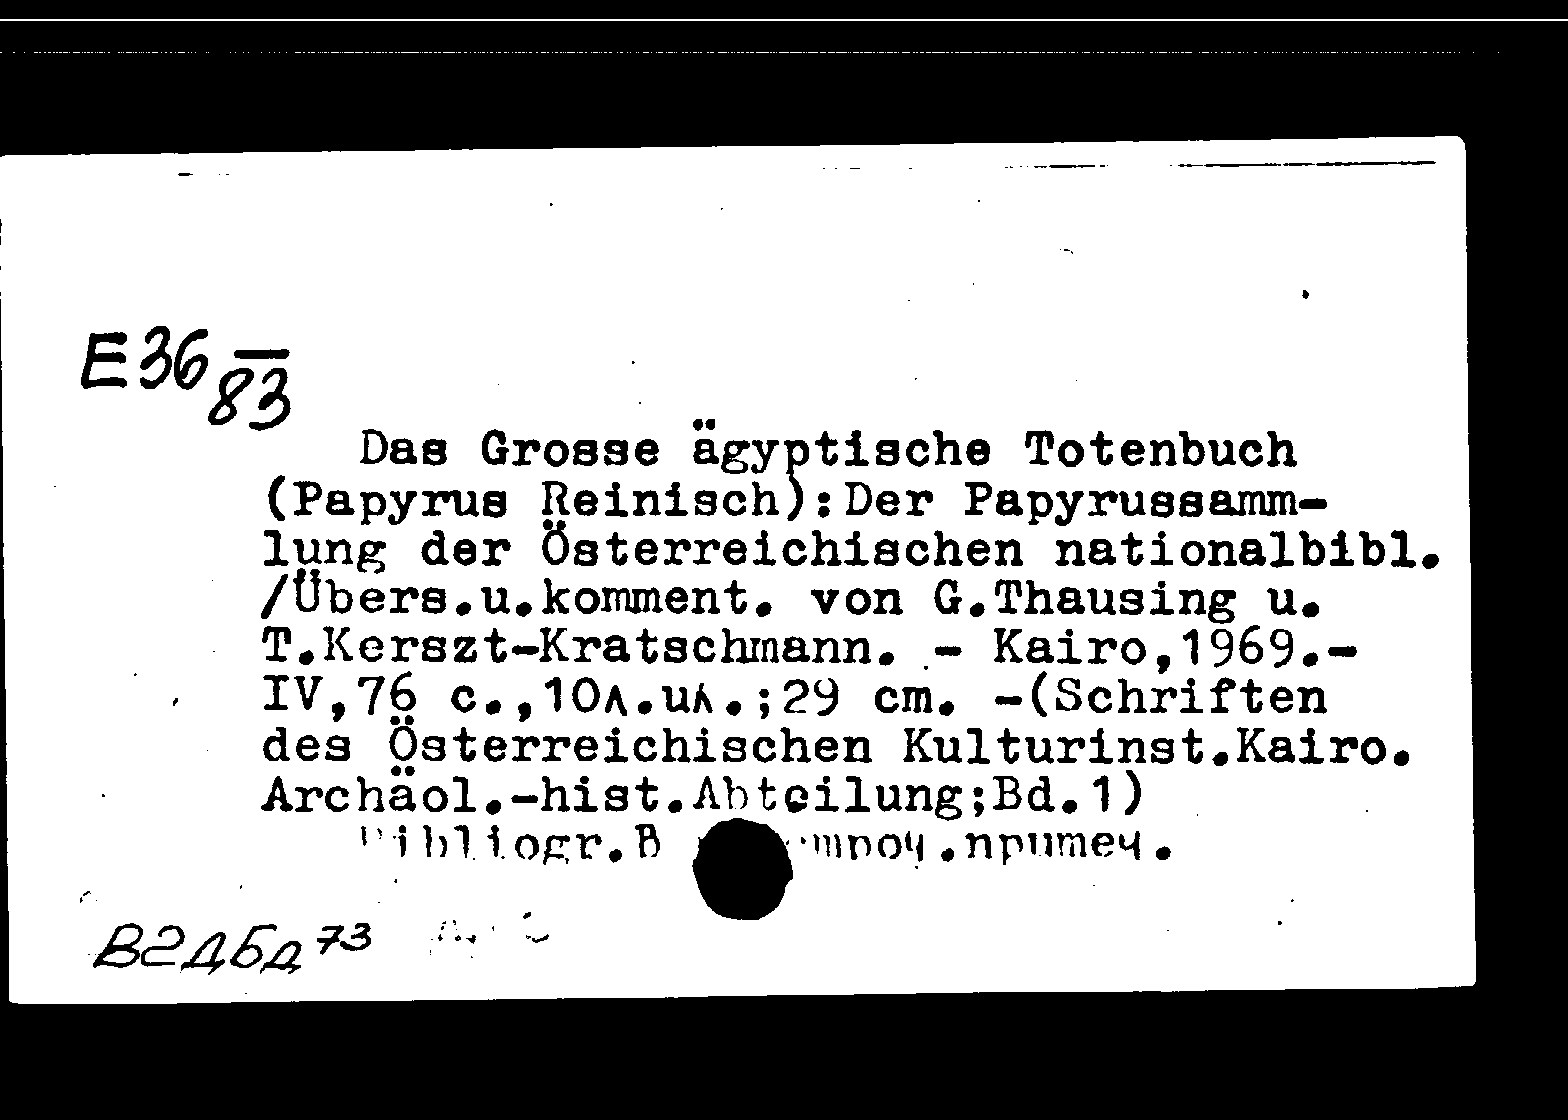 E36 83
Das Grosse ägyptische Totenbuch
(Papyrus Reinisch):Der Papyrussamm-
lung der Österreichischen nationalbibl.
/Übers.u.komment. von G.Thausing u.
T.Kerszt-Kratschmann. - Kairo,1969.-
IV,76 c.,10л.ил.;29 cm. -(Schriften
des Österreichischen Kulturinst.Kairo.
Archäol.-hist.Abteilung;Bd.1)
Bibliogr.В .примеч.
В2дБд73